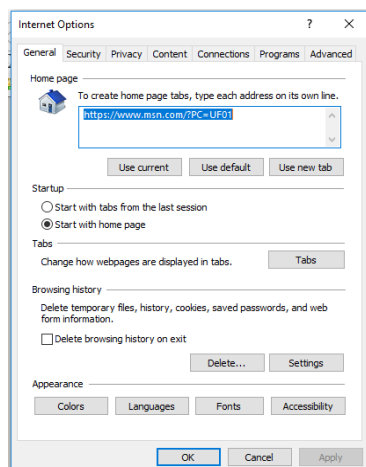 Internet Options ? X
General Security Privacy Content Connections Programs Advanced
Home page
To create home page tabs, type each address on its own line.
https://www.msn.com/?PC=UF01
Use current Use default Use new tab
Startup
Start with tabs from the last session
Start with home page
Tabs
Change how webpages are displayed in tabs. Tabs
Browsing history
Delete temporary files, history, cookies, saved passwords, and web
form information.
Delete browsing history on exit
Delete... Settings
Appearance
Colors Languages Fonts Accessibility
OK Cancel Apply